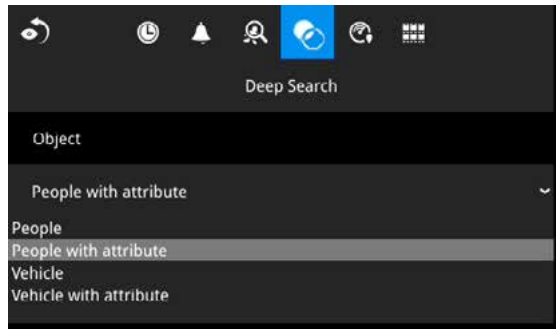 Deep Search
Object
People with attribute
People
People with attribute
Vehicle
Vehicle with attribute